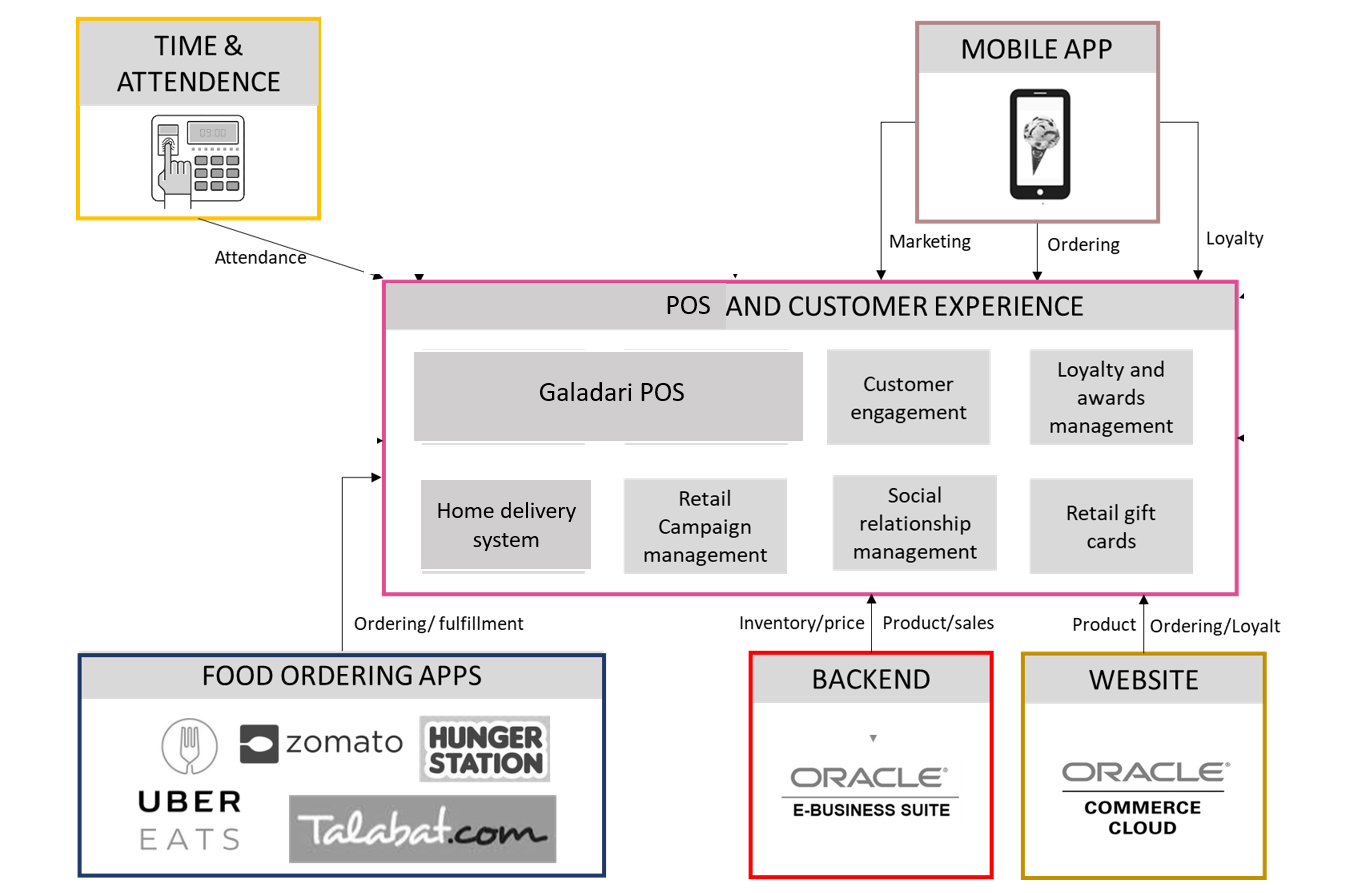 TIME &
ATTENDENCE
09:00
MOBILE APP
Attendance
Marketing
Ordering
Loyalty
POS AND CUSTOMER EXPERIENCE
Galadari POS
Customer
engagement
Loyalty and
awards
management
Home delivery
system
Retail
Campaign
management
Social
relationship
management
Retail gift
cards
Ordering/ fulfillment
Inventory/price
Product/sales
Product
Ordering/Loyalt
FOOD ORDERING APPS
zomato
HUNGER
STATION
UBER
EATS
Talabat.com
BACKEND
ORACLE®
E-BUSINESS SUITE
WEBSITE
ORACLE®
COMMERCE
CLOUD